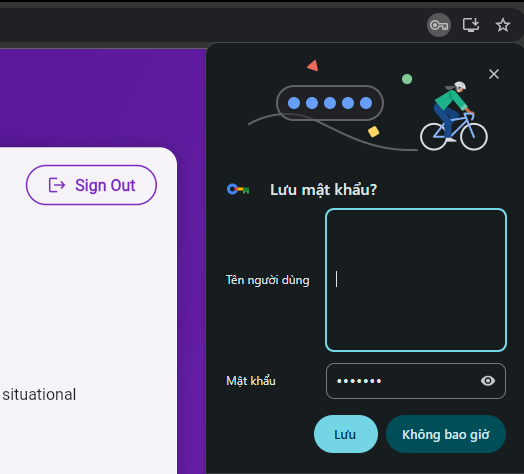 Sign Out
situational
Lưu mật khẩu?
Tên người dùng
Mật khẩu
•••••••
Lưu
Không bao giờ